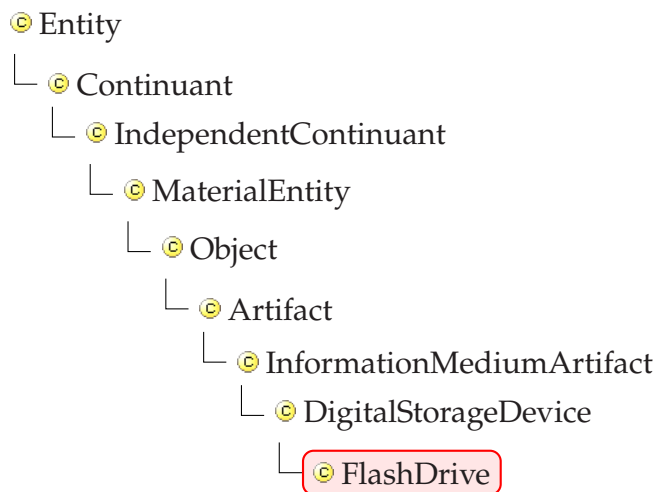 Entity
Continuant
IndependentContinuant
MaterialEntity
Object
Artifact
InformationMediumArtifact
DigitalStorageDevice
FlashDrive